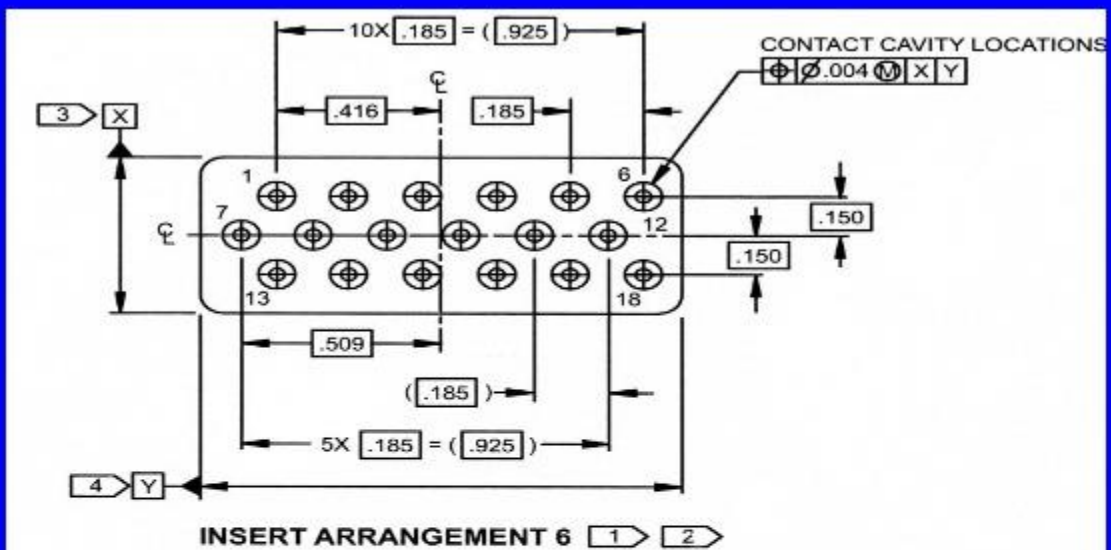 10X .185 = ( .925 )
CONTACT CAVITY LOCATIONS
⌖ Ø.004 Ⓜ X Y
℄
.416 .185
3 X
1 6
.150
7 12
℄
.150
13 18
.509
( .185 )
5X .185 = ( .925 )
4 Y
INSERT ARRANGEMENT 6 1 2